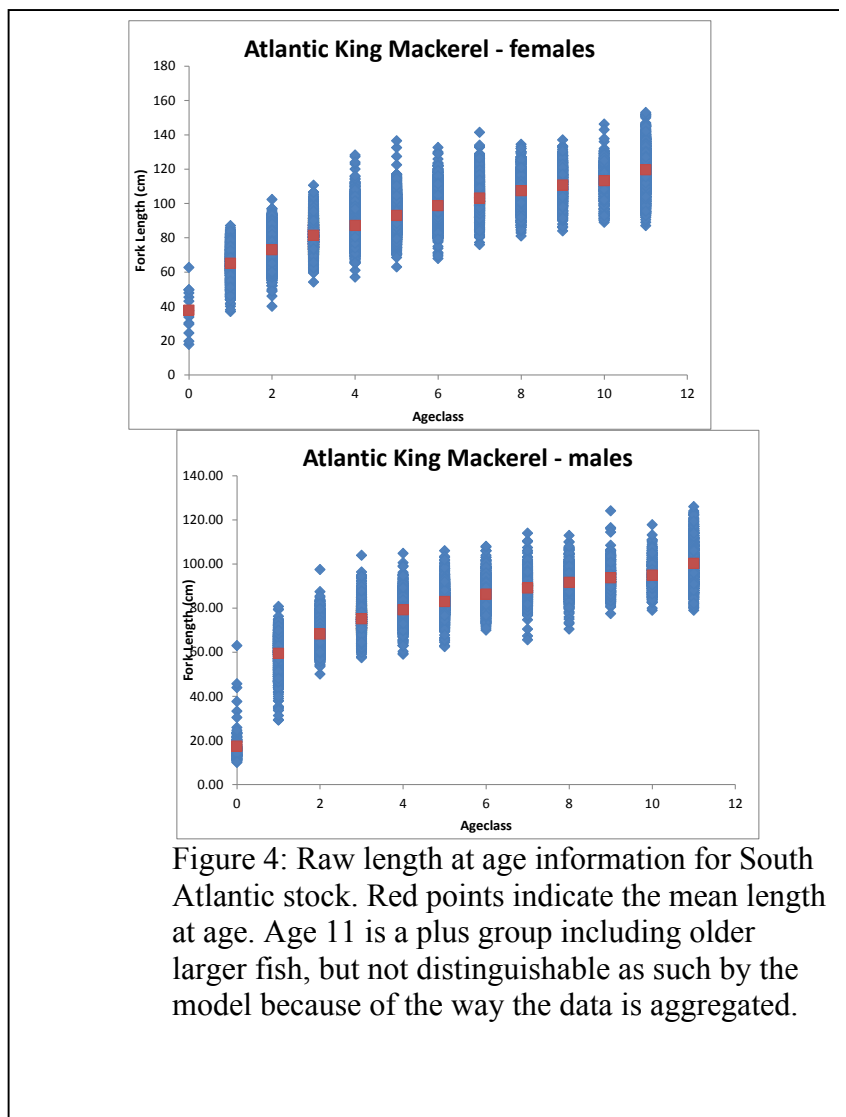 Atlantic King Mackerel - females
180
160
140
120
100
80
60
40
20
0
Fork Length (cm)
0 2 4 6 8 10 12
Ageclass
Atlantic King Mackerel - males
140.00
120.00
100.00
80.00
60.00
40.00
20.00
0.00
Fork Length (cm)
0 2 4 6 8 10 12
Ageclass
Figure 4: Raw length at age information for South
Atlantic stock. Red points indicate the mean length
at age. Age 11 is a plus group including older
larger fish, but not distinguishable as such by the
model because of the way the data is aggregated.